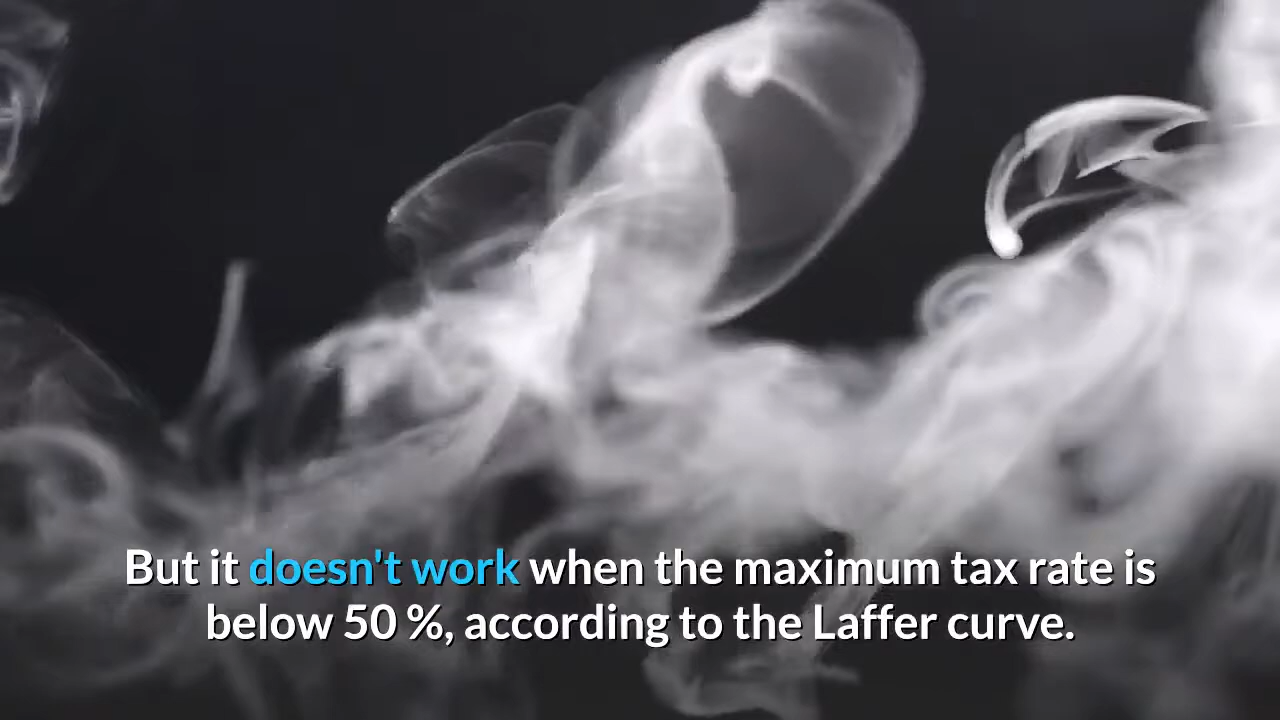 But it doesn't work when the maximum tax rate is
below 50 %, according to the Laffer curve.